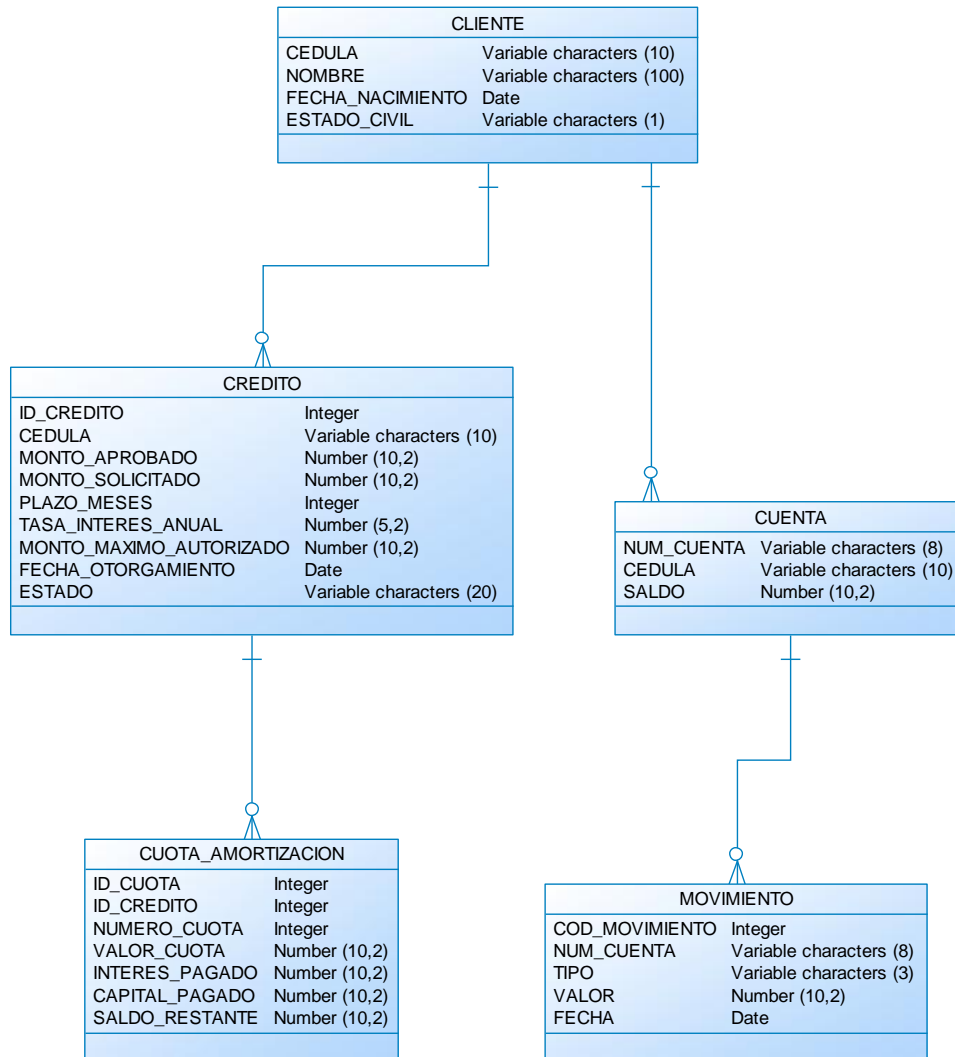 CLIENTE
CEDULA Variable characters (10)
NOMBRE Variable characters (100)
FECHA_NACIMIENTO Date
ESTADO_CIVIL Variable characters (1)
CREDITO
ID_CREDITO Integer
CEDULA Variable characters (10)
MONTO_APROBADO Number (10,2)
MONTO_SOLICITADO Number (10,2)
PLAZO_MESES Integer
TASA_INTERES_ANUAL Number (5,2)
MONTO_MAXIMO_AUTORIZADO Number (10,2)
FECHA_OTORGAMIENTO Date
ESTADO Variable characters (20)
CUENTA
NUM_CUENTA Variable characters (8)
CEDULA Variable characters (10)
SALDO Number (10,2)
CUOTA_AMORTIZACION
ID_CUOTA Integer
ID_CREDITO Integer
NUMERO_CUOTA Integer
VALOR_CUOTA Number (10,2)
INTERES_PAGADO Number (10,2)
CAPITAL_PAGADO Number (10,2)
SALDO_RESTANTE Number (10,2)
MOVIMIENTO
COD_MOVIMIENTO Integer
NUM_CUENTA Variable characters (8)
TIPO Variable characters (3)
VALOR Number (10,2)
FECHA Date